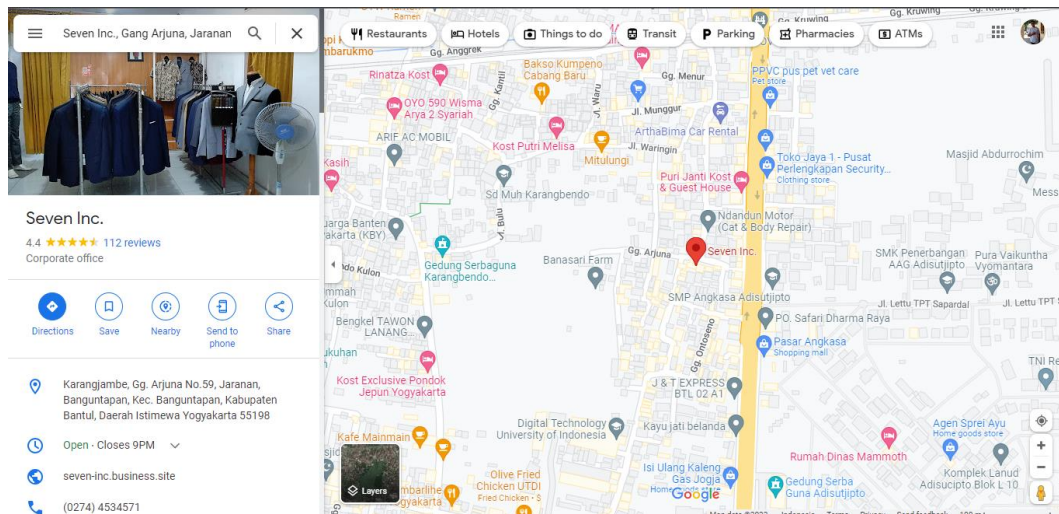 Seven Inc., Gang Arjuna, Jaranan
Seven Inc.
4.4
112 reviews
Corporate office
Directions
Save
Nearby
Send to
phone
Share
Karangjambe, Gg. Arjuna No.59, Jaranan,
Banguntapan, Kec. Banguntapan, Kabupaten
Bantul, Daerah Istimewa Yogyakarta 55198
Open · Closes 9PM
seven-inc.business.site
(0274) 4534571
Ramen
Restaurants
Hotels
Things to do
Transit
Parking
Pharmacies
ATMs
Gg. Kruwing
Gg. Kruwing
Gg. Anggrek
Bakso Kumpeno
Cabang Baru
Gg. Menur
PPVC pus pet vet care
Pet store
Rinatza Kost
Gg. Kantil
Jl. Waru
OYO 590 Wisma
Arya 2 Syariah
Jl. Munggur
ArthaBima Car Rental
ARIF AC MOBIL
Kost Putri Melisa
Jl. Waringin
Mitulungi
Toko Jaya 1 - Pusat
Perlengkapan Security...
Clothing store
Masjid Abdurrochim
Puri Janti Kost
& Guest House
Sd Muh Karangbendo
Jl. Bulu
Ndandun Motor
(Cat & Body Repair)
Gedung Serbaguna
Karangbendo...
Banasari Farm
Gg. Arjuna
Seven Inc.
SMK Penerbangan
AAG Adisutjipto
Pura Vaikuntha
Vyomantara
SMP Angkasa Adisutjipto
Jl. Lettu TPT Sapardal
Jl. Lettu TPT Sapa
Bengkel TAWON
LANANG...
PO. Safari Dharma Raya
Gg. Ontoseno
Pasar Angkasa
Shopping mall
Kost Exclusive Pondok
Jepun Yogyakarta
J & T EXPRESS
BTL 02 A1
Digital Technology
University of Indonesia
Kayu jati belanda
Agen Sprei Ayu
Home goods store
Kafe Mainmain
Rumah Dinas Mammoth
Isi Ulang Kaleng
Gas Jogja
Olive Fried
Chicken UTDI
Fried Chicken · $
Gedung Serba
Guna Adisutjipto
Komplek Lanud
Adisucipto Blok L 10
Layers
Google